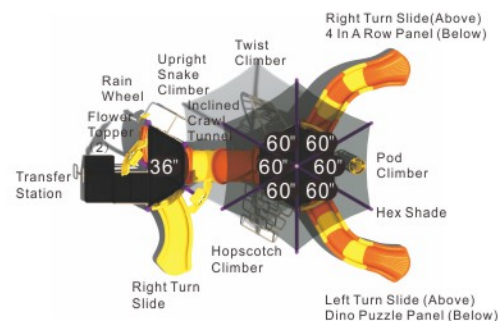 Right Turn Slide(Above)
4 In A Row Panel (Below)
Upright
Snake
Climber
Twist
Climber
Rain
Wheel
Flower
Topper
(2)
Inclined
Crawl
Tunnel
Transfer
Station
36"
60" 60"
60" 60"
60" 60"
Pod
Climber
Hex Shade
Hopscotch
Climber
Right Turn
Slide
Left Turn Slide (Above)
Dino Puzzle Panel (Below)